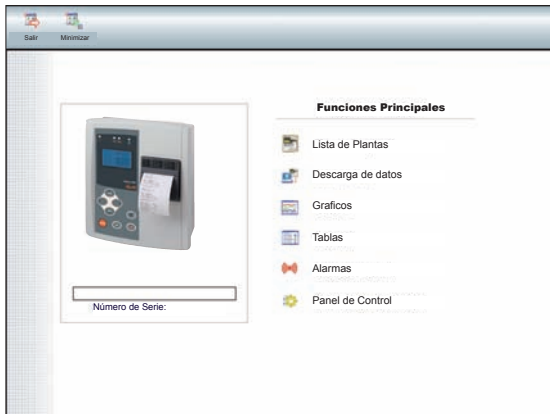 Salir Minimizar
Funciones Principales
Lista de Plantas
Descarga de datos
Graficos
Tablas
Alarmas
Panel de Control
Número de Serie: